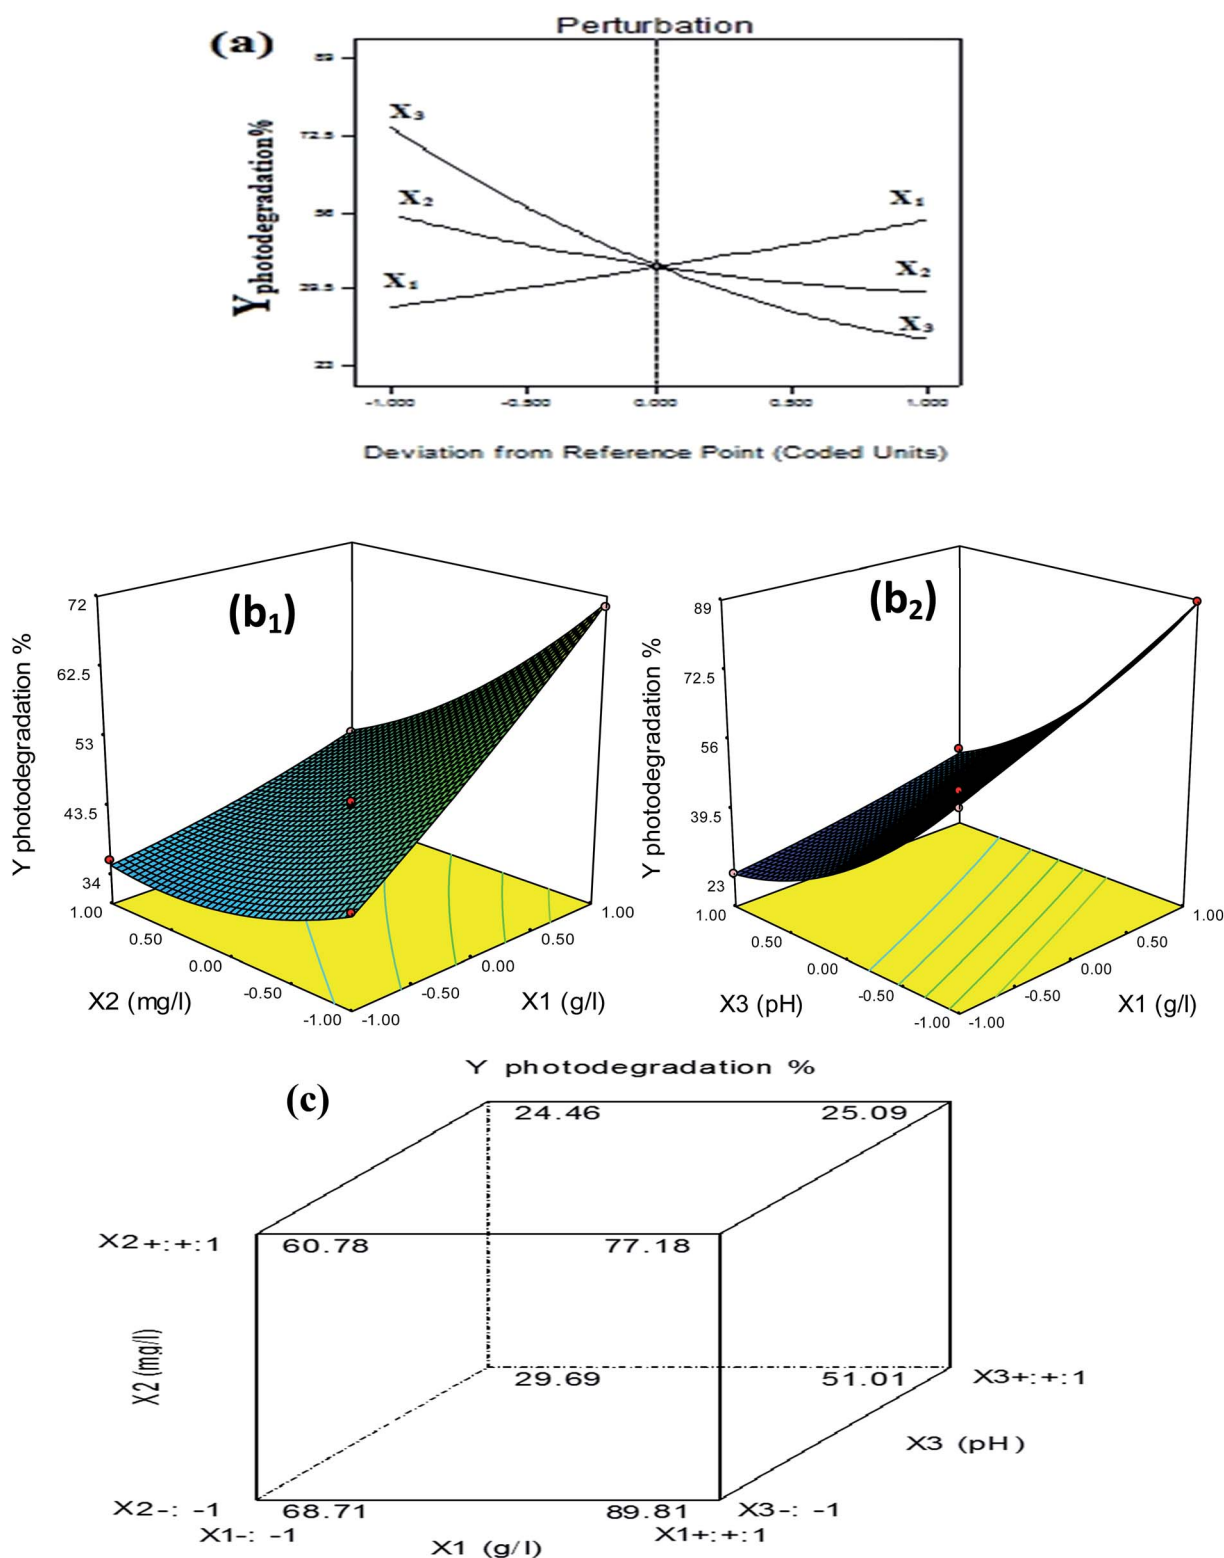 Perturbation
(a)
89
72.5
56
39.5
23
Y photodegradation%
X₃
X₂
X₁
X₁
X₂
X₃
-1.000 -0.500 0.000 0.500 1.000
Deviation from Reference Point (Coded Units)
(b₁)
72
62.5
53
43.5
34
Y photodegradation %
1.00
0.50
0.00
-0.50
-1.00
X2 (mg/l)
-1.00
-0.50
0.00
0.50
1.00
X1 (g/l)
(b₂)
89
72.5
56
39.5
23
Y photodegradation %
1.00
0.50
0.00
-0.50
-1.00
X3 (pH)
-1.00
-0.50
0.00
0.50
1.00
X1 (g/l)
Y photodegradation %
(c)
24.46 25.09
X2+:+:1 60.78 77.18
X2 (mg/l)
29.69 51.01 X3+:+:1
X3 (pH)
X2-: -1 68.71 89.81 X3-: -1
X1-: -1 X1+:+:1
X1 (g/l)